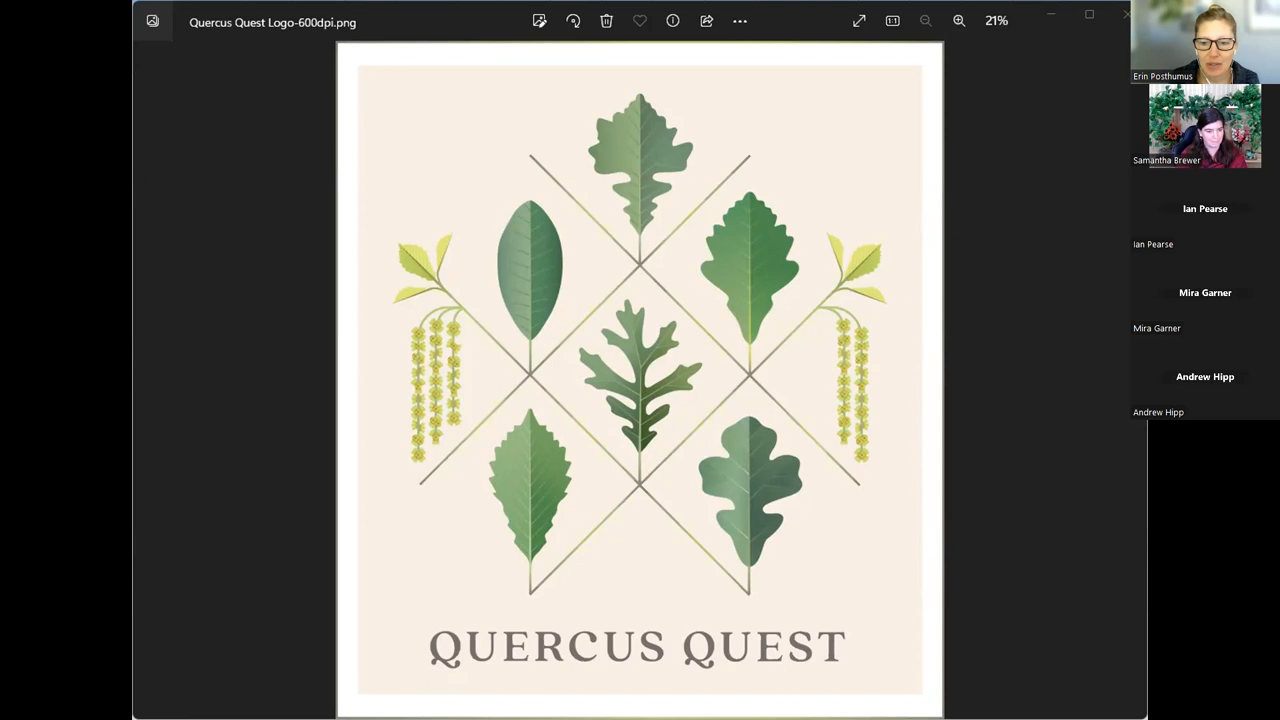 Quercus Quest Logo-600dpi.png
21%
QUERCUS QUEST
Erin Posthumus
Samantha Brewer
Ian Pearse
Ian Pearse
Mira Garner
Mira Garner
Andrew Hipp
Andrew Hipp